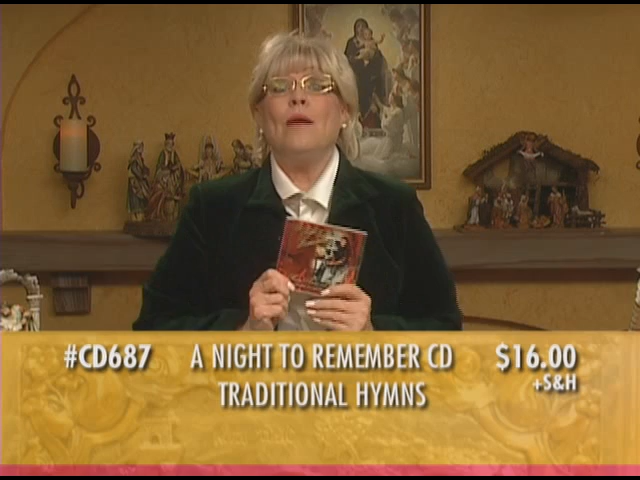 #CD687 A NIGHT TO REMEMBER CD $16.00
+S&H
TRADITIONAL HYMNS